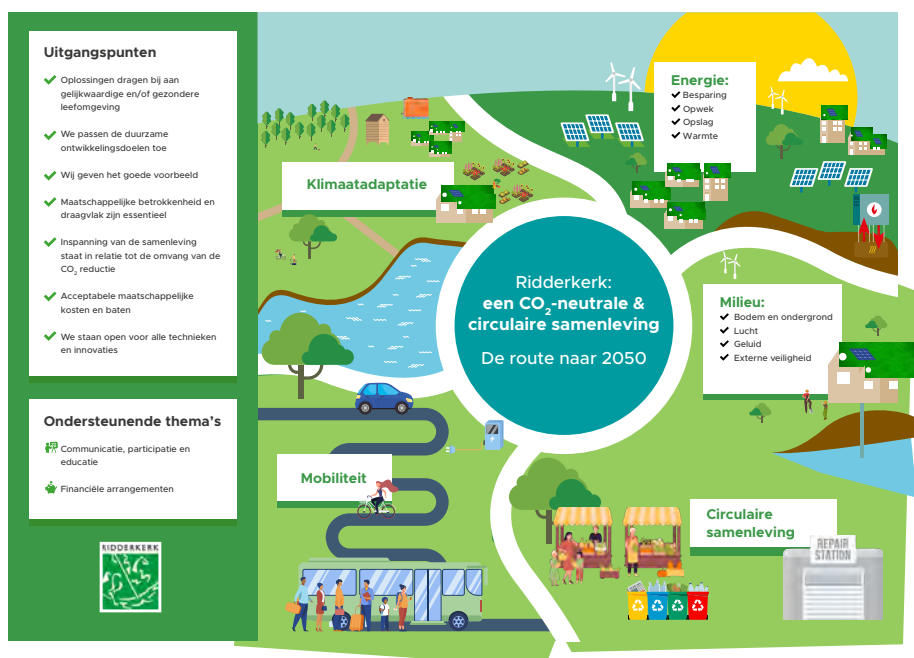 Uitgangspunten
Oplossingen dragen bij aan
gelijkwaardige en/of gezondere
leefomgeving
We passen de duurzame
ontwikkelingsdoelen toe
Wij geven het goede voorbeeld
Maatschappelijke betrokkenheid en
draagvlak zijn essentieel
Inspanning van de samenleving
staat in relatie tot de omvang van de
CO₂ reductie
Acceptabele maatschappelijke
kosten en baten
We staan open voor alle technieken
en innovaties
Ondersteunende thema's
Communicatie, participatie en
educatie
Financiële arrangementen
RIDDERKERK
Klimaatadaptatie
Energie:
Besparing
Opwek
Opslag
Warmte
Ridderkerk:
een CO₂-neutrale &
circulaire samenleving
De route naar 2050
Milieu:
Bodem en ondergrond
Lucht
Geluid
Externe veiligheid
Mobiliteit
Circulaire
samenleving
REPAIR
STATION